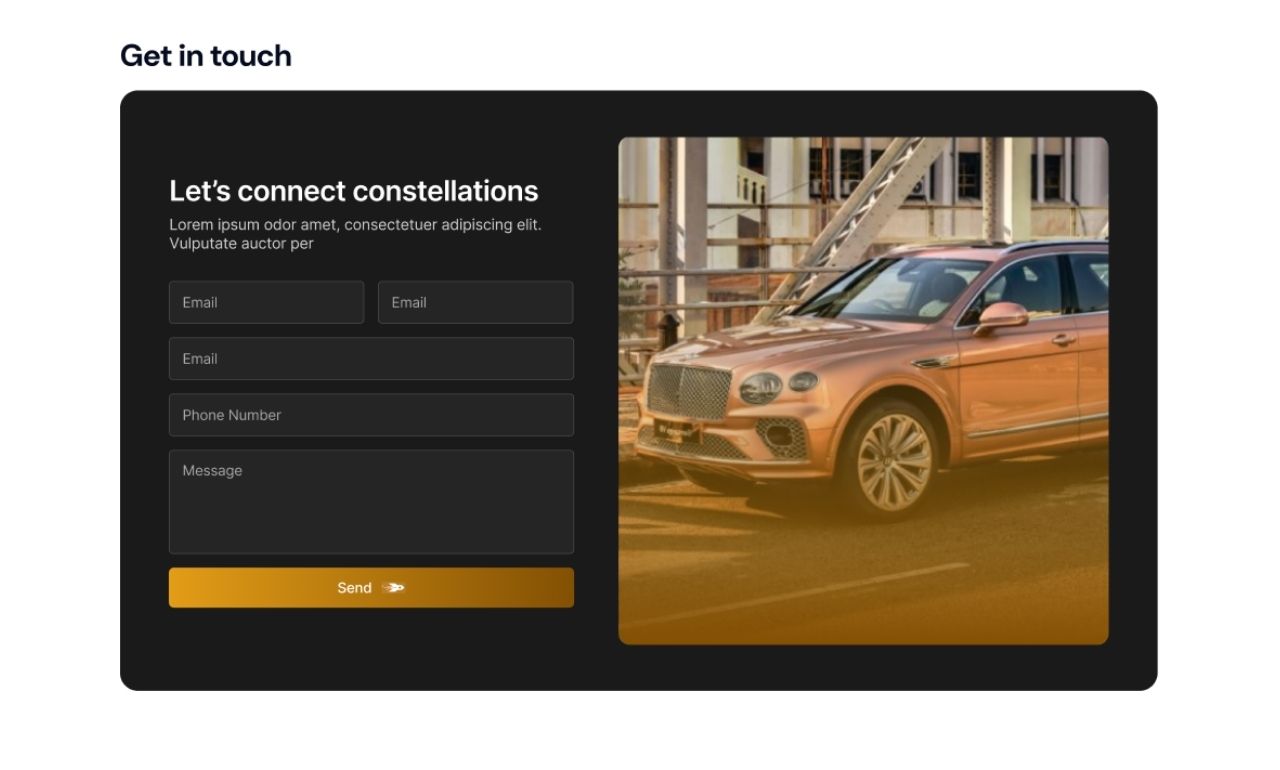 Get in touch
Let’s connect constellations
Lorem ipsum odor amet, consectetuer adipiscing elit.
Vulputate auctor per
Email
Email
Email
Phone Number
Message
Send